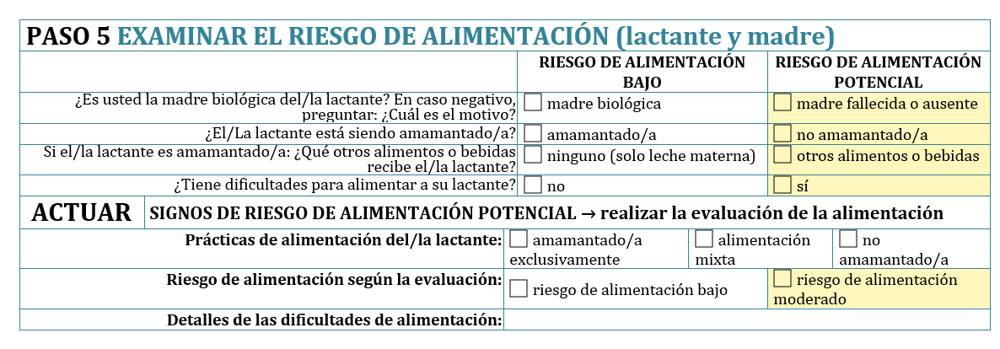 PASO 5 EXAMINAR EL RIESGO DE ALIMENTACIÓN (lactante y madre)
RIESGO DE ALIMENTACIÓN
BAJO
RIESGO DE ALIMENTACIÓN
POTENCIAL
¿Es usted la madre biológica del/la lactante? En caso negativo,
preguntar: ¿Cuál es el motivo?
madre biológica
madre fallecida o ausente
¿El/La lactante está siendo amamantado/a?
amamantado/a
no amamantado/a
Si el/la lactante es amamantado/a: ¿Qué otros alimentos o bebidas
recibe el/la lactante?
ninguno (solo leche materna)
otros alimentos o bebidas
¿Tiene dificultades para alimentar a su lactante?
no
sí
ACTUAR
SIGNOS DE RIESGO DE ALIMENTACIÓN POTENCIAL → realizar la evaluación de la alimentación
Prácticas de alimentación del/la lactante:
amamantado/a
exclusivamente
alimentación
mixta
no
amamantado/a
Riesgo de alimentación según la evaluación:
riesgo de alimentación bajo
riesgo de alimentación
moderado
Detalles de las dificultades de alimentación: